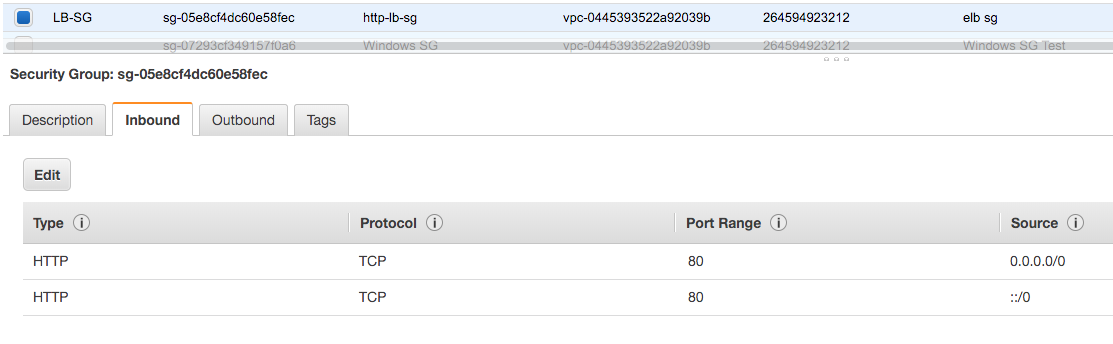 LB-SG sg-05e8cf4dc60e58fec http-lb-sg vpc-0445393522a92039b 264594923212 elb sg
sg-07293cf349157f0a6 Windows SG vpc-0445393522a92039b 264594923212 Windows SG Test
Security Group: sg-05e8cf4dc60e58fec
Description Inbound Outbound Tags
Edit
Type Protocol Port Range Source
HTTP TCP 80 0.0.0.0/0
HTTP TCP 80 ::/0